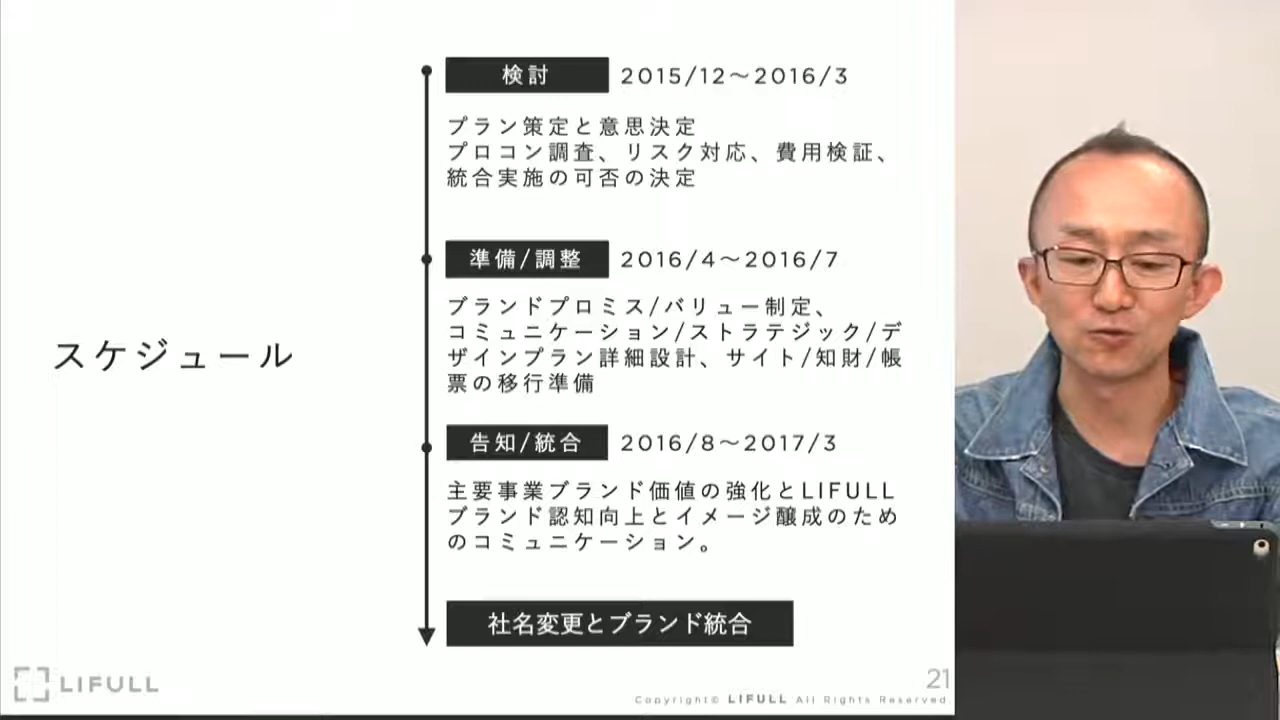 スケジュール
検討 2015/12〜2016/3
プラン策定と意思決定
プロコン調査、リスク対応、費用検証、
統合実施の可否の決定
準備/調整 2016/4〜2016/7
ブランドプロミス/バリュー制定、
コミュニケーション/ストラテジック/デ
ザインプラン詳細設計、サイト/知財/帳
票の移行準備
告知/統合 2016/8〜2017/3
主要事業ブランド価値の強化とLIFULL
ブランド認知向上とイメージ醸成のため
のコミュニケーション。
社名変更とブランド統合
LIFULL
21
Copyright© LIFULL All Rights Reserved.